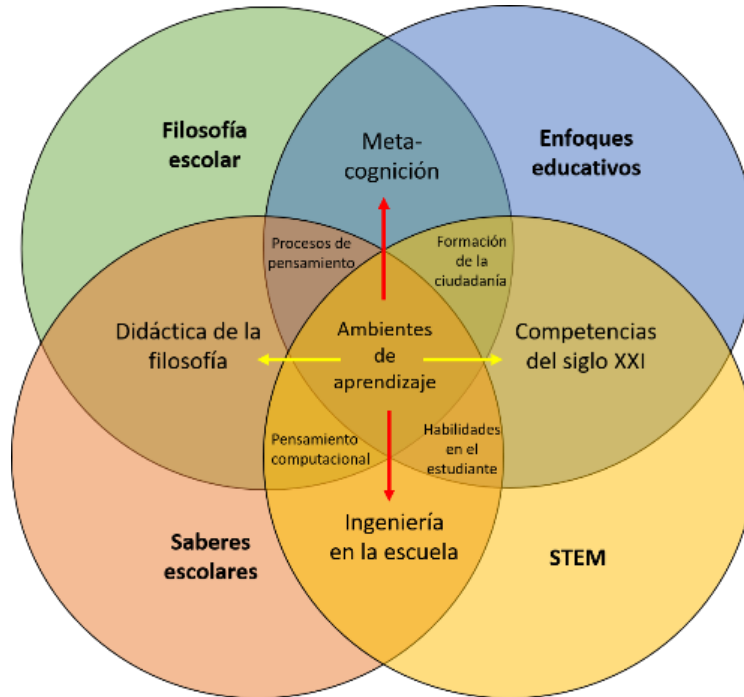 Filosofía
escolar
Meta-
cognición
Enfoques
educativos
Procesos de
pensamiento
Formación
de la
ciudadanía
Didáctica de la
filosofía
Ambientes
de
aprendizaje
Competencias
del siglo XXI
Pensamiento
computacional
Habilidades
en el
estudiante
Saberes
escolares
Ingeniería
en la escuela
STEM